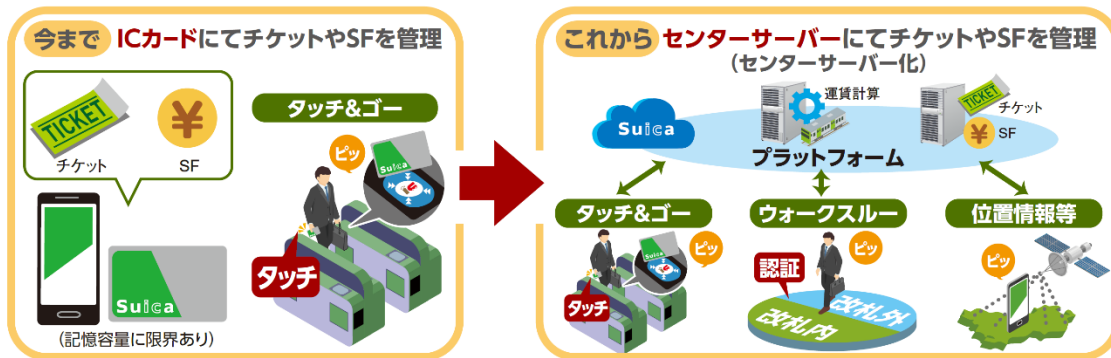 今まで ICカードにてチケットやSFを管理
TICKET
チケット
¥
SF
タッチ&ゴー
ピッ
Suica
タッチ
Suica
(記憶容量に限界あり)
これから センターサーバーにてチケットやSFを管理
(センターサーバー化)
Suica
運賃計算
TICKET
チケット
¥
SF
プラットフォーム
タッチ&ゴー
ピッ
タッチ
ウォークスルー
ピッ
認証
改札内
改札外
位置情報等
ピッ